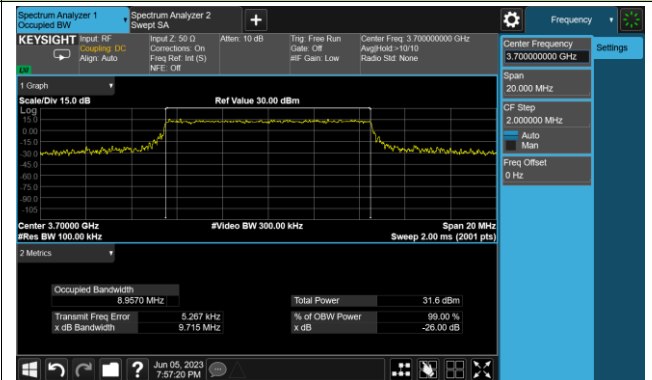 Spectrum Analyzer 1
Occupied BW
Spectrum Analyzer 2
Swept SA
Frequency
KEYSIGHT
Input: RF
Coupling: DC
Align: Auto
Input Z: 50 Ω
Corrections: On
Freq Ref: Int (S)
NFE: Off
Atten: 10 dB
Trig: Free Run
Gate: Off
#IF Gain: Low
Center Freq: 3.700000000 GHz
Avg|Hold:>10/10
Radio Std: None
Center Frequency
3.700000000 GHz
Settings
Span
20.000 MHz
CF Step
2.000000 MHz
Auto
Man
Freq Offset
0 Hz
1 Graph
Scale/Div 15.0 dB
Ref Value 30.00 dBm
Log
15.0
0.00
-15.0
-30.0
-45.0
-60.0
-75.0
-90.0
-105
Center 3.70000 GHz
#Video BW 300.00 kHz
Span 20 MHz
#Res BW 100.00 kHz
Sweep 2.00 ms (2001 pts)
2 Metrics
Occupied Bandwidth
8.9570 MHz
Total Power
31.6 dBm
Transmit Freq Error
5.267 kHz
% of OBW Power
99.00 %
x dB Bandwidth
9.715 MHz
x dB
-26.00 dB
Jun 05, 2023
7:57:20 PM